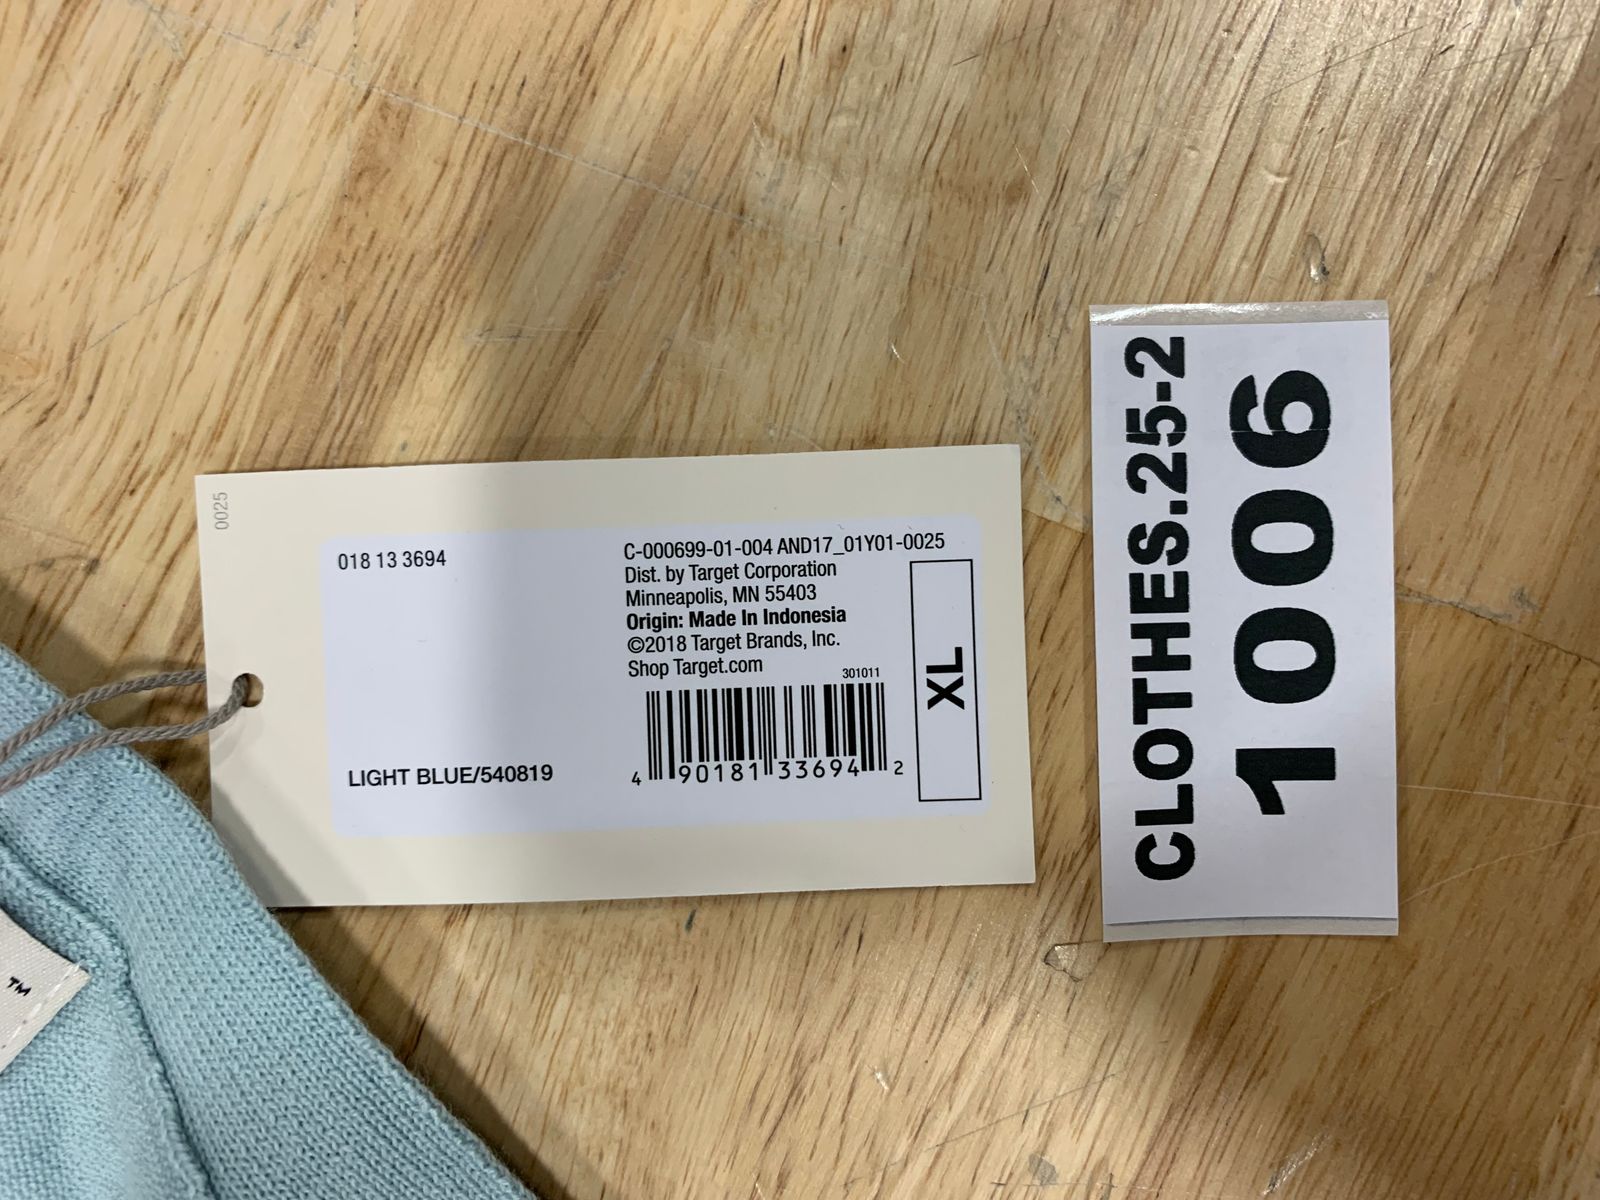 0025
018 13 3694
C-000699-01-004 AND17_01Y01-0025
Dist. by Target Corporation
Minneapolis, MN 55403
Origin: Made In Indonesia
©2018 Target Brands, Inc.
Shop Target.com
301011
4 90181 33694 2
XL
LIGHT BLUE/540819
CLOTHES.25-2
1006
™